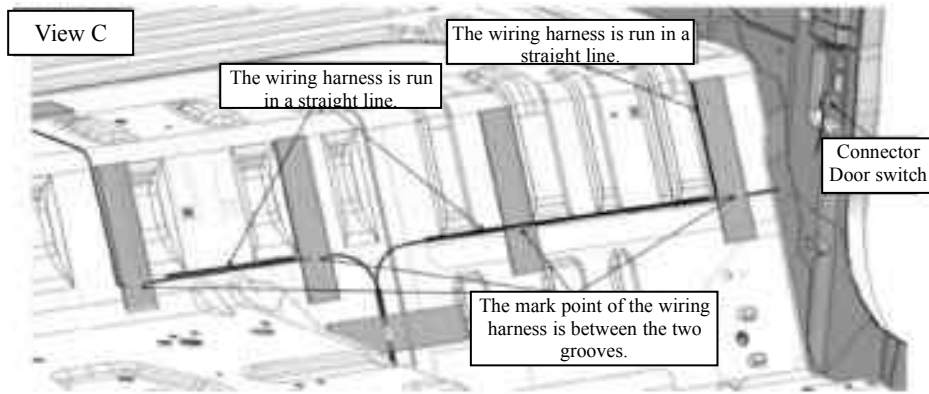 View C
The wiring harness is run in a
straight line.
The wiring harness is run
in a straight line.
Connector
Door switch
The mark point of the wiring
harness is between the two
grooves.